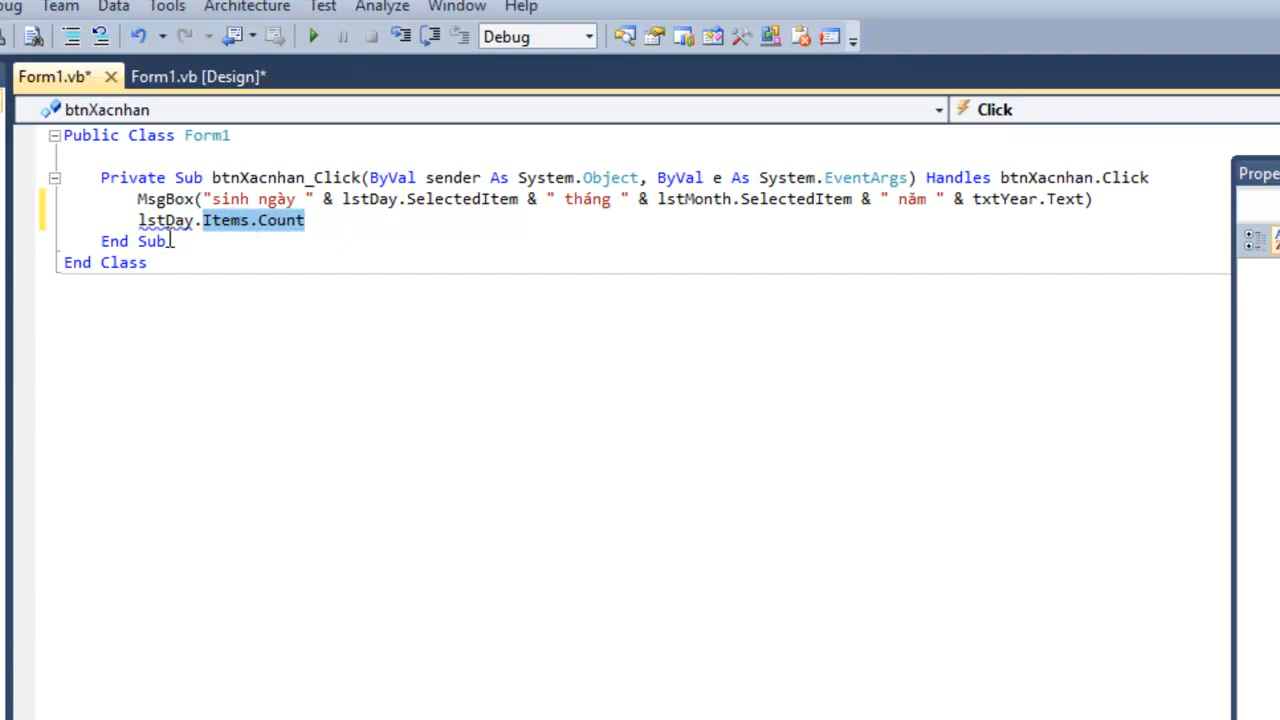 Team Data Tools Architecture Test Analyze Window Help
Debug
Form1.vb* Form1.vb [Design]*
btnXacnhan Click
Public Class Form1
Private Sub btnXacnhan_Click(ByVal sender As System.Object, ByVal e As System.EventArgs) Handles btnXacnhan.Click
MsgBox("sinh ngày " & lstDay.SelectedItem & " tháng " & lstMonth.SelectedItem & " năm " & txtYear.Text)
lstDay.Items.Count
End Sub
End Class